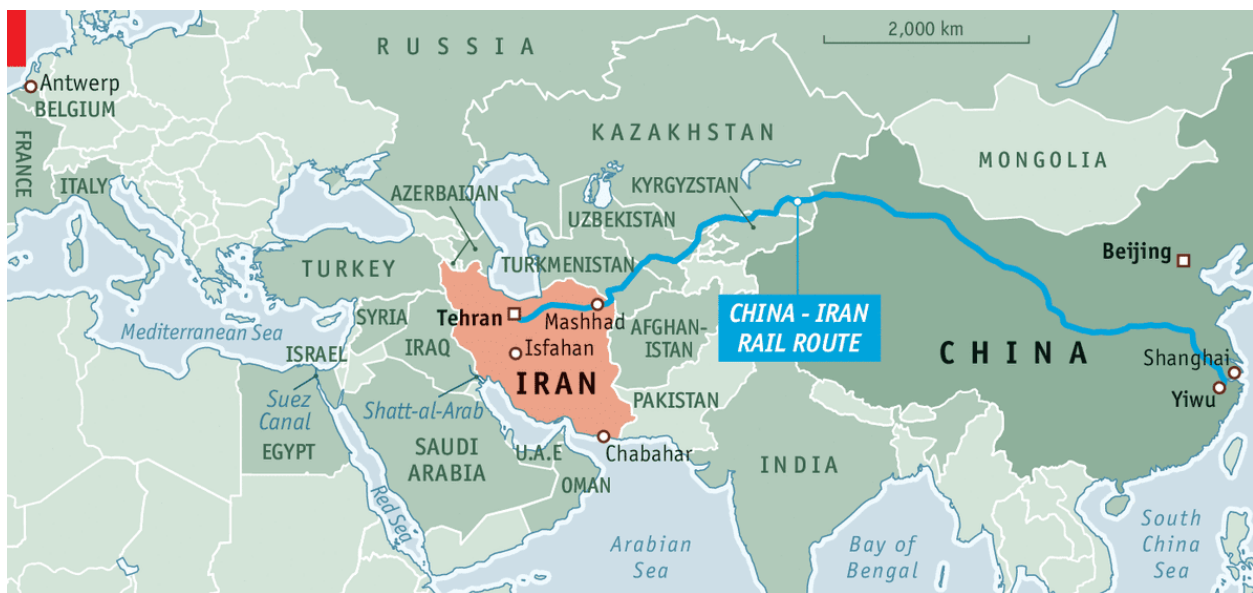 RUSSIA
2,000 km
Antwerp
BELGIUM
FRANCE
KAZAKHSTAN
MONGOLIA
ITALY
AZERBAIJAN
KYRGYZSTAN
UZBEKISTAN
TURKEY
TURKMENISTAN
Beijing
Mediterranean Sea
SYRIA
Tehran
Mashhad
AFGHAN-
ISTAN
CHINA - IRAN
RAIL ROUTE
CHINA
ISRAEL
IRAQ
Isfahan
Shanghai
Suez
Canal
Shatt-al-Arab
IRAN
PAKISTAN
Yiwu
EGYPT
SAUDI
ARABIA
U.A.E
Chabahar
INDIA
OMAN
Red Sea
Arabian
Sea
Bay of
Bengal
South
China
Sea